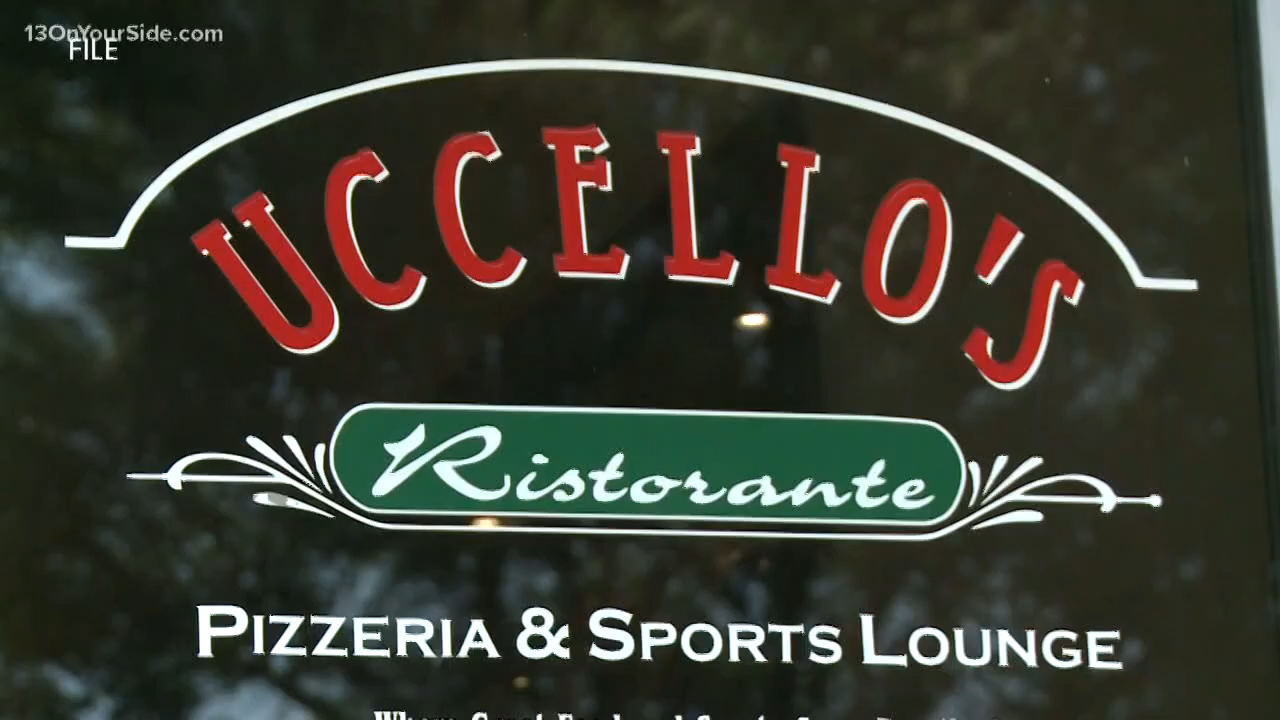 13OnYourSide.com
FILE
UCCELLO'S
Ristorante
PIZZERIA & SPORTS LOUNGE